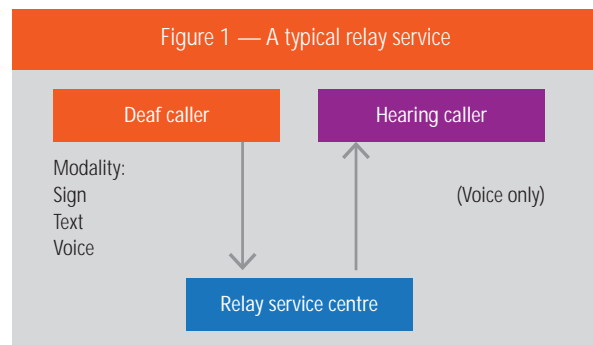 Figure 1 — A typical relay service
Deaf caller
Hearing caller
Modality:
Sign
(Voice only)
Text
Voice
Relay service centre